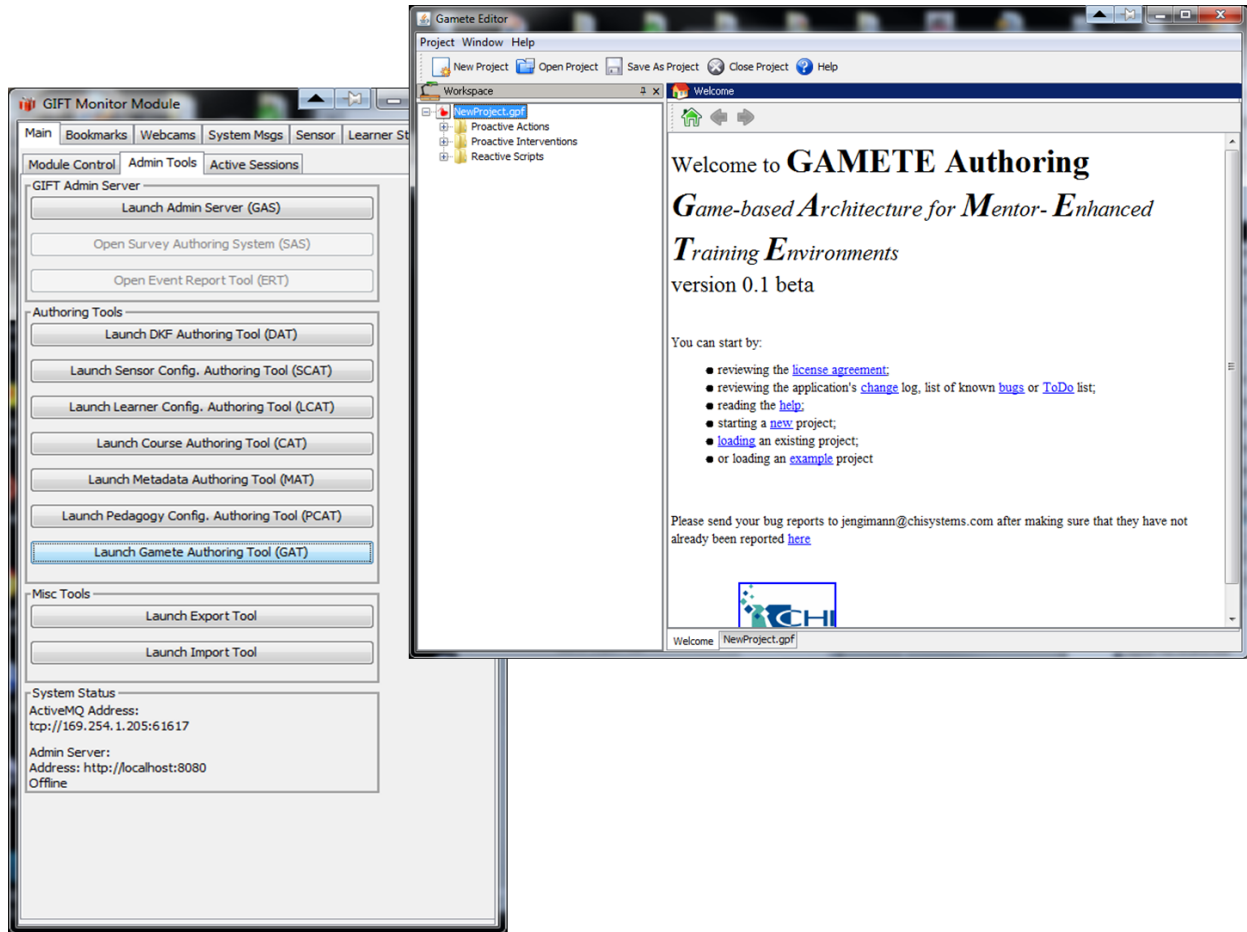 GIFT Monitor Module
Main Bookmarks Webcams System Msgs Sensor Learner St
Module Control Admin Tools Active Sessions
GIFT Admin Server
Launch Admin Server (GAS)
Open Survey Authoring System (SAS)
Open Event Report Tool (ERT)
Authoring Tools
Launch DKF Authoring Tool (DAT)
Launch Sensor Config. Authoring Tool (SCAT)
Launch Learner Config. Authoring Tool (LCAT)
Launch Course Authoring Tool (CAT)
Launch Metadata Authoring Tool (MAT)
Launch Pedagogy Config. Authoring Tool (PCAT)
Launch Gamete Authoring Tool (GAT)
Misc Tools
Launch Export Tool
Launch Import Tool
System Status
ActiveMQ Address:
tcp://169.254.1.205:61617
Admin Server:
Address: http://localhost:8080
Offline
Gamete Editor
Project Window Help
New Project Open Project Save As Project Close Project Help
Workspace
NewProject.gpf
Proactive Actions
Proactive Interventions
Reactive Scripts
Welcome
Welcome to GAMETE Authoring
Game-based Architecture for Mentor- Enhanced
Training Environments
version 0.1 beta
You can start by:
reviewing the license agreement;
reviewing the application's change log, list of known bugs or ToDo list;
reading the help;
starting a new project;
loading an existing project;
or loading an example project
Please send your bug reports to jengimann@chisystems.com after making sure that they have not
already been reported here
CHI
Welcome NewProject.gpf